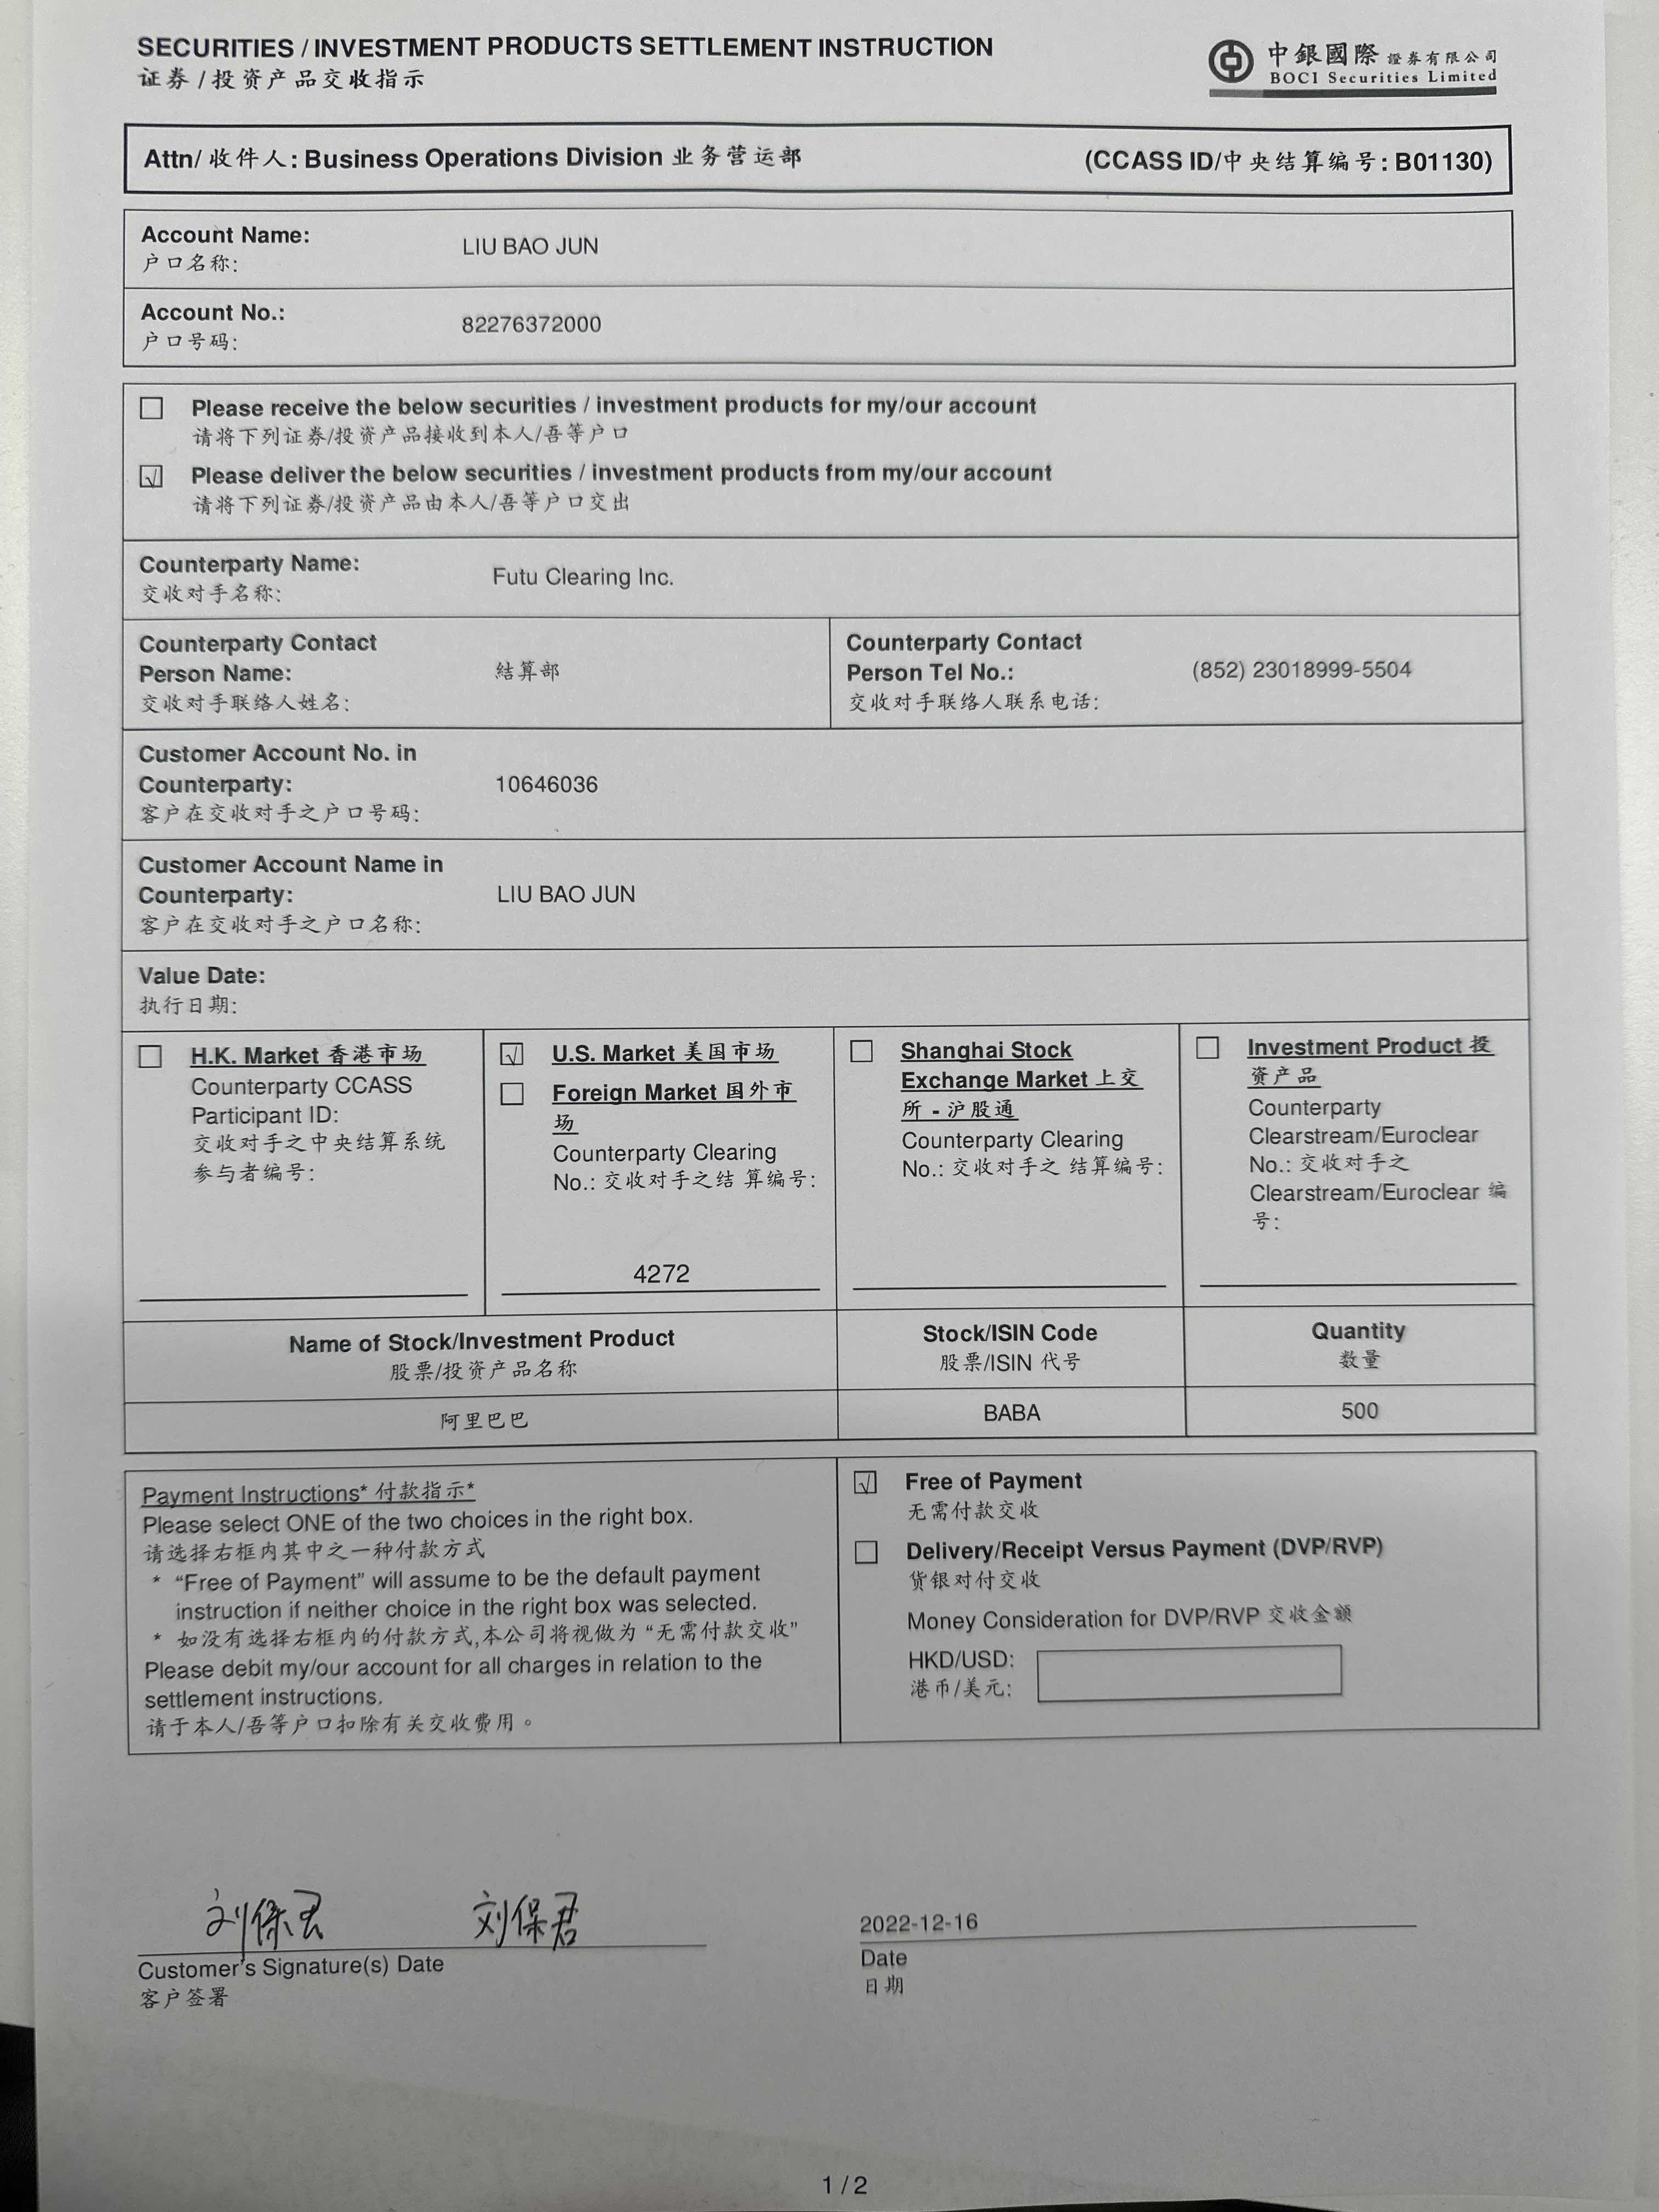 SECURITIES / INVESTMENT PRODUCTS SETTLEMENT INSTRUCTION
证券 / 投资产品交收指示
中銀國際 證券有限公司
BOCI Securities Limited
Attn/ 收件人: Business Operations Division 业务营运部 (CCASS ID/中央结算编号: B01130)
Account Name: LIU BAO JUN
户口名称:
Account No.: 82276372000
户口号码:
Please receive the below securities / investment products for my/our account
请将下列证券/投资产品接收到本人/吾等户口
√ Please deliver the below securities / investment products from my/our account
请将下列证券/投资产品由本人/吾等户口交出
Counterparty Name: Futu Clearing Inc.
交收对手名称:
Counterparty Contact
Person Name: 结算部
交收对手联络人姓名:
Counterparty Contact
Person Tel No.: (852) 23018999-5504
交收对手联络人联系电话:
Customer Account No. in
Counterparty: 10646036
客户在交收对手之户口号码:
Customer Account Name in
Counterparty: LIU BAO JUN
客户在交收对手之户口名称:
Value Date:
执行日期:
H.K. Market 香港市场
Counterparty CCASS
Participant ID:
交收对手之中央结算系统
参与者编号:
√ U.S. Market 美国市场
Foreign Market 国外市
场
Counterparty Clearing
No.: 交收对手之结 算编号:
4272
Shanghai Stock
Exchange Market 上交
所 - 沪股通
Counterparty Clearing
No.: 交收对手之 结算编号:
Investment Product 投
资产品
Counterparty
Clearstream/Euroclear
No.: 交收对手之
Clearstream/Euroclear 编
号:
Name of Stock/Investment Product
股票/投资产品名称
Stock/ISIN Code
股票/ISIN 代号
Quantity
数量
阿里巴巴 BABA 500
Payment Instructions* 付款指示*
Please select ONE of the two choices in the right box.
请选择右框内其中之一种付款方式
* “Free of Payment” will assume to be the default payment
instruction if neither choice in the right box was selected.
* 如没有选择右框内的付款方式,本公司将视做为 “无需付款交收”
Please debit my/our account for all charges in relation to the
settlement instructions.
请于本人/吾等户口扣除有关交收费用。
√ Free of Payment
无需付款交收
Delivery/Receipt Versus Payment (DVP/RVP)
货银对付交收
Money Consideration for DVP/RVP 交收金额
HKD/USD:
港币/美元:
刘保君 刘保君
Customer's Signature(s) Date
客户签署
2022-12-16
Date
日期
1 / 2